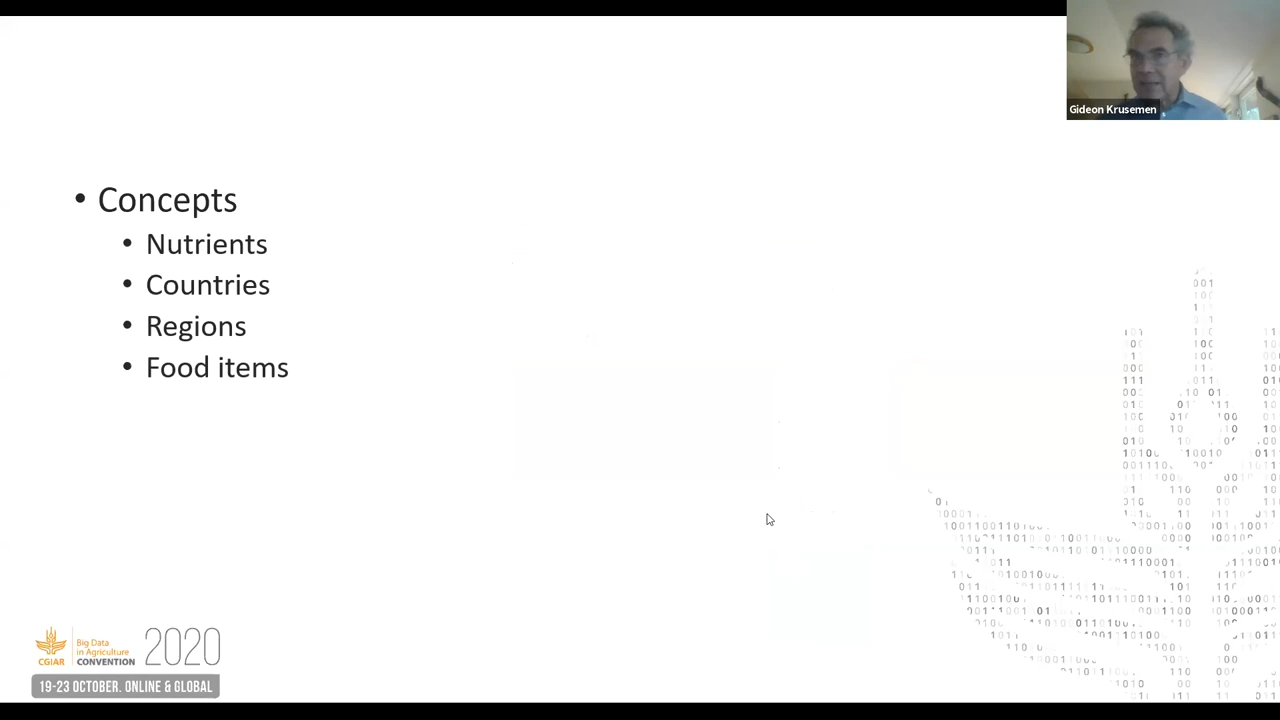 Gideon Krusemen
• Concepts
• Nutrients
• Countries
• Regions
• Food items
CGIAR
Big Data
in Agriculture
CONVENTION
2020
19-23 OCTOBER. ONLINE & GLOBAL